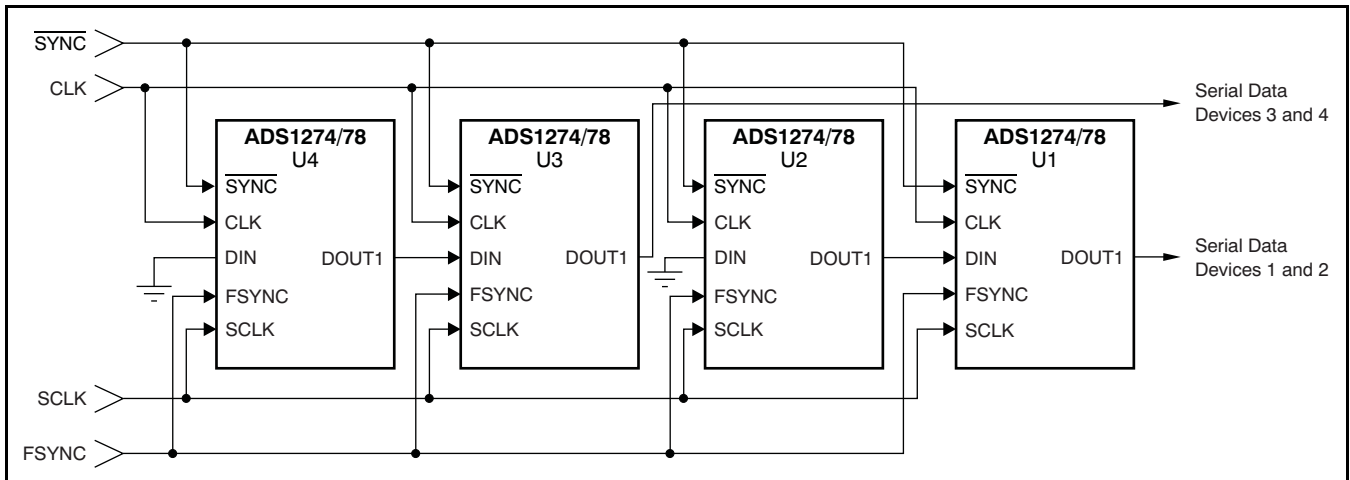 SYNC
CLK
Serial Data
Devices 3 and 4
ADS1274/78
U4
SYNC
CLK
DIN
DOUT1
FSYNC
SCLK
ADS1274/78
U3
SYNC
CLK
DIN
DOUT1
FSYNC
SCLK
ADS1274/78
U2
SYNC
CLK
DIN
DOUT1
FSYNC
SCLK
ADS1274/78
U1
SYNC
CLK
DIN
DOUT1
FSYNC
SCLK
Serial Data
Devices 1 and 2
SCLK
FSYNC